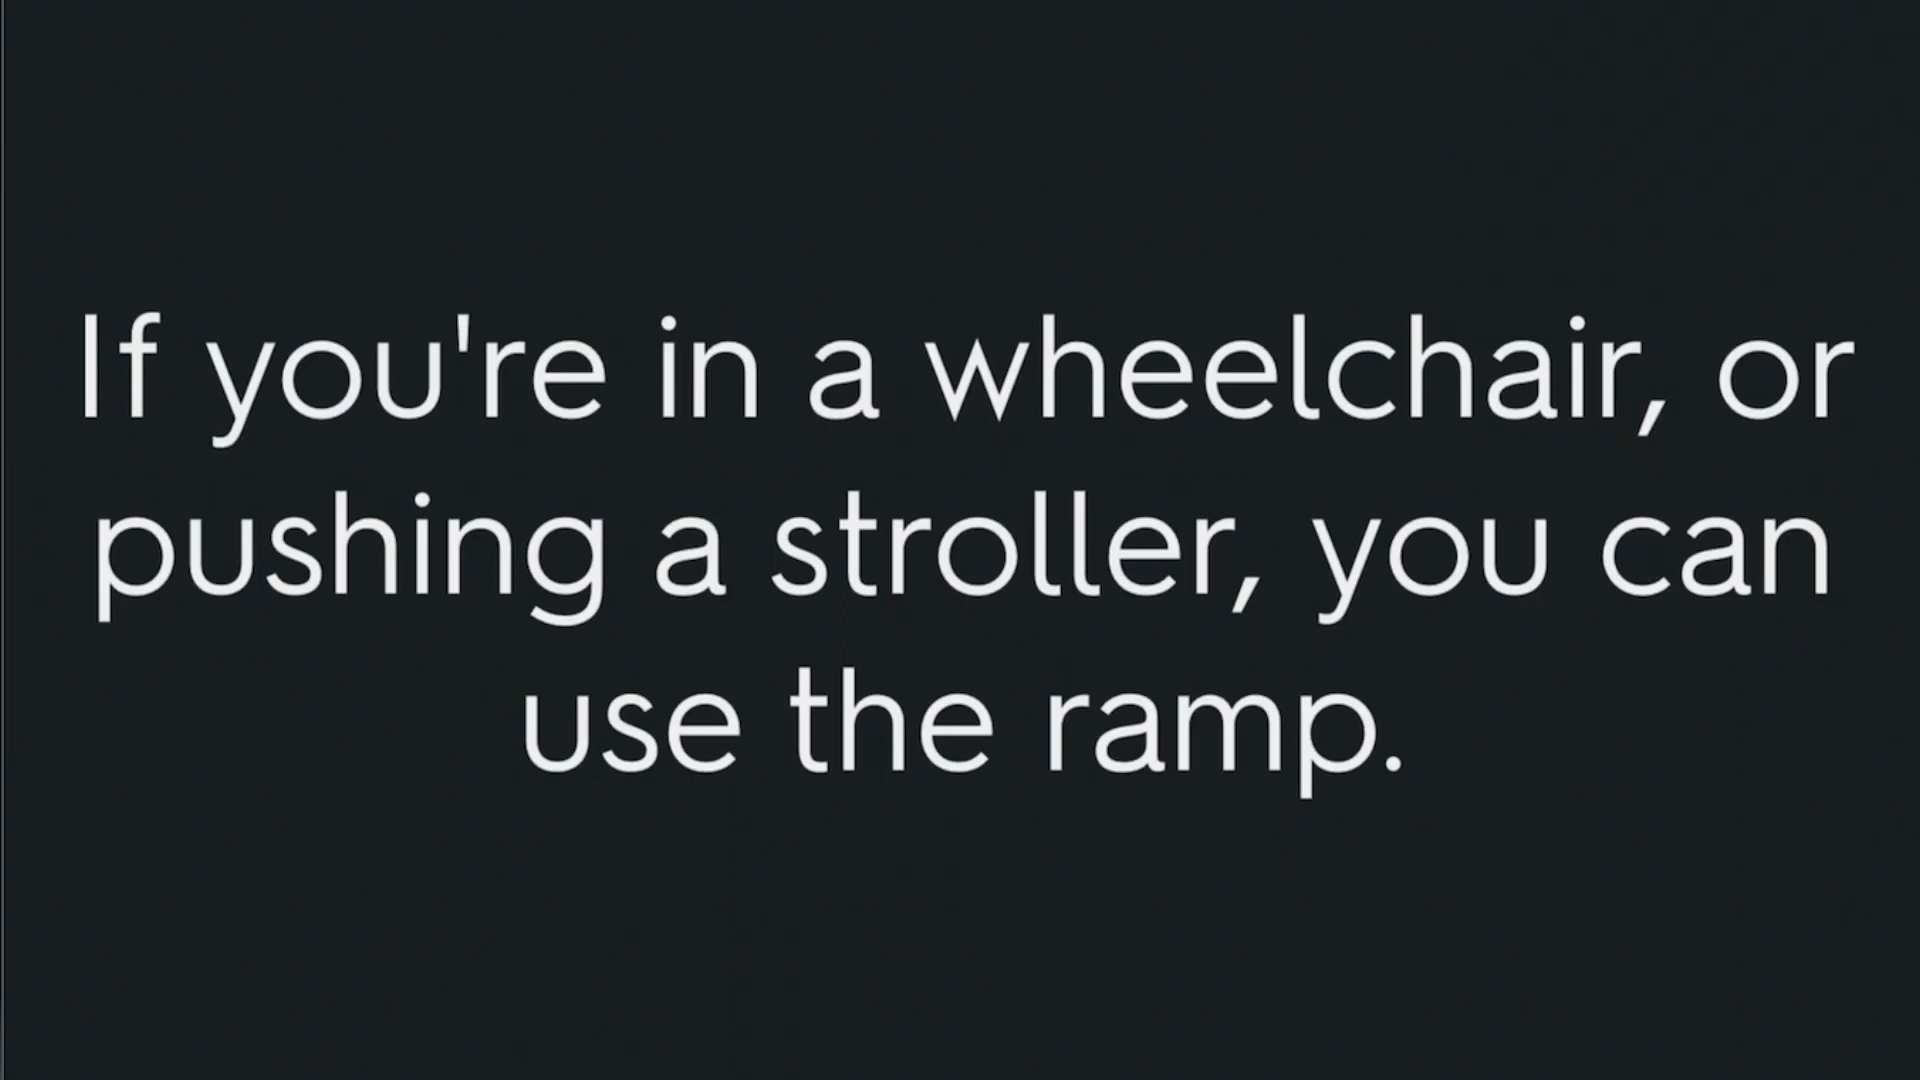 If you're in a wheelchair, or
pushing a stroller, you can
use the ramp.